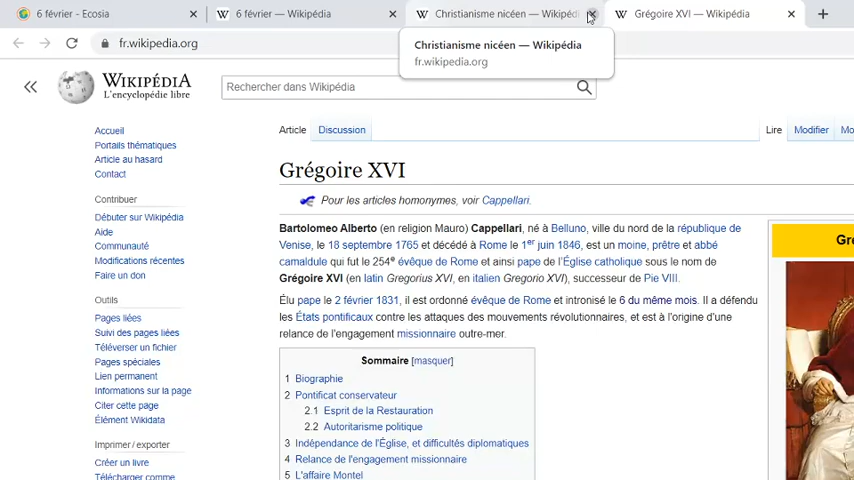 6 février - Ecosia
6 février — Wikipédia
Christianisme nicéen — Wikipéd
Grégoire XVI — Wikipédia
fr.wikipedia.org
Christianisme nicéen — Wikipédia
fr.wikipedia.org
WIKIPÉDIA
L'encyclopédie libre
Rechercher dans Wikipédia
Accueil
Portails thématiques
Article au hasard
Contact
Contribuer
Débuter sur Wikipédia
Aide
Communauté
Modifications récentes
Faire un don
Outils
Pages liées
Suivi des pages liées
Téléverser un fichier
Pages spéciales
Lien permanent
Informations sur la page
Citer cette page
Élément Wikidata
Imprimer / exporter
Créer un livre
Télécharger comme
Article Discussion Lire Modifier
Grégoire XVI
Pour les articles homonymes, voir Cappellari.
Bartolomeo Alberto (en religion Mauro) Cappellari, né à Belluno, ville du nord de la république de
Venise, le 18 septembre 1765 et décédé à Rome le 1er juin 1846, est un moine, prêtre et abbé
camaldule qui fut le 254e évêque de Rome et ainsi pape de l'Église catholique sous le nom de
Grégoire XVI (en latin Gregorius XVI, en italien Gregorio XVI), successeur de Pie VIII.
Élu pape le 2 février 1831, il est ordonné évêque de Rome et intronisé le 6 du même mois. Il a défendu
les États pontificaux contre les attaques des mouvements révolutionnaires, et est à l'origine d'une
relance de l'engagement missionnaire outre-mer.
Sommaire [masquer]
1 Biographie
2 Pontificat conservateur
2.1 Esprit de la Restauration
2.2 Autoritarisme politique
3 Indépendance de l'Église, et difficultés diplomatiques
4 Relance de l'engagement missionnaire
5 L'affaire Montel